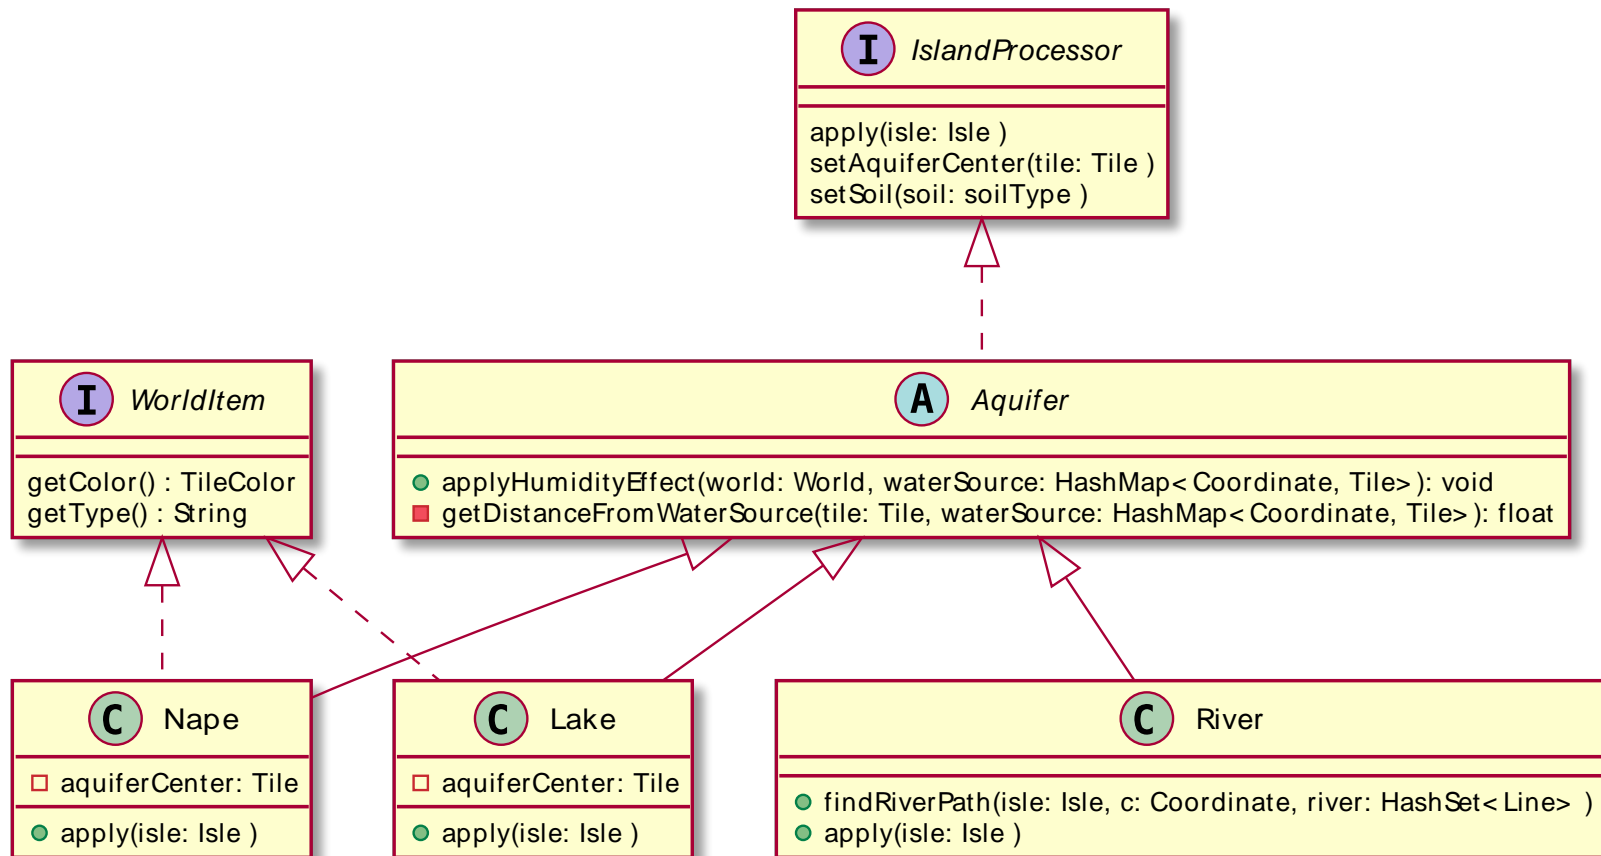 I IslandProcessor
apply(isle: Isle )
setAquiferCenter(tile: Tile )
setSoil(soil: soilType )
I WorldItem
getColor() : TileColor
getType() : String
A Aquifer
applyHumidityEffect(world: World, waterSource: HashMap<Coordinate, Tile>): void
getDistanceFromWaterSource(tile: Tile, waterSource: HashMap<Coordinate, Tile>): float
C Nape
aquiferCenter: Tile
apply(isle: Isle )
C Lake
aquiferCenter: Tile
apply(isle: Isle )
C River
findRiverPath(isle: Isle, c: Coordinate, river: HashSet<Line> )
apply(isle: Isle )